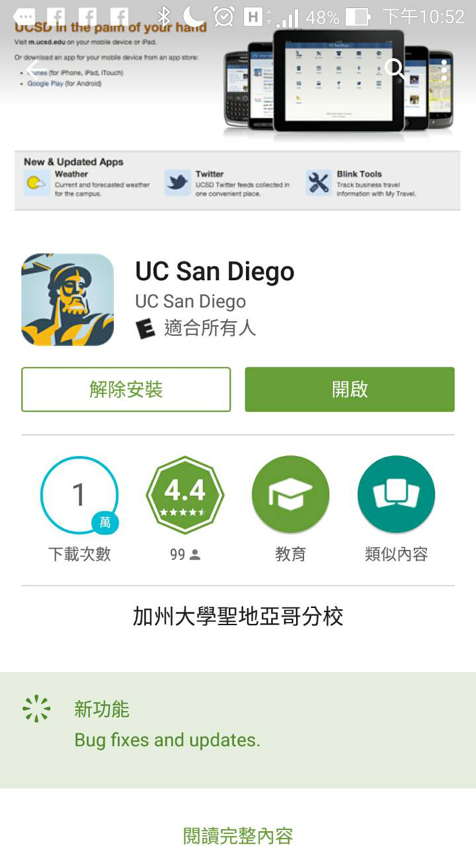 48% 下午10:52
UCSD in the palm of your hand
Visit m.ucsd.edu on your mobile device or iPad.
Or download an app for your mobile device from an app store:
iTunes (for iPhone, iPad, iTouch)
Google Play (for Android)
New & Updated Apps
Weather
Current and forecasted weather
for the campus.
Twitter
UCSD Twitter feeds collected in
one convenient place.
Blink Tools
Track business travel
information with My Travel.
UC San Diego
UC San Diego
E 適合所有人
解除安裝
開啟
1
萬
下載次數
4.4
99
教育
類似內容
加州大學聖地亞哥分校
新功能
Bug fixes and updates.
閱讀完整內容